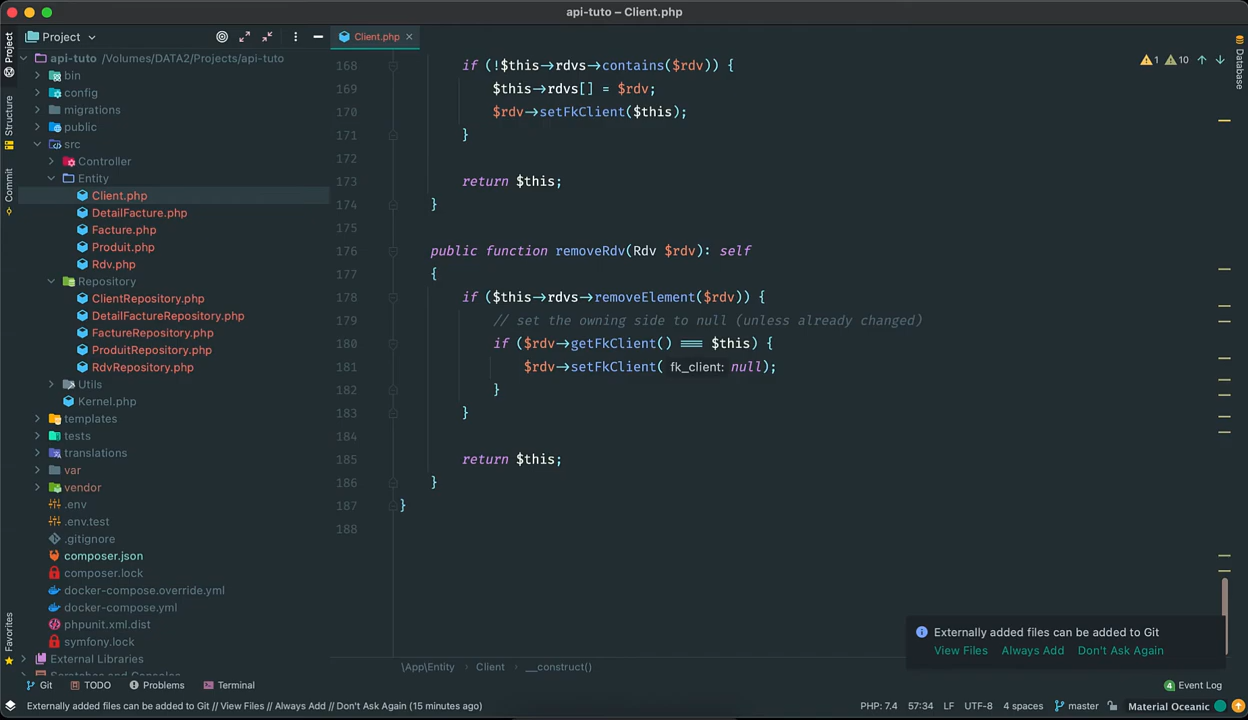 api-tuto – Client.php
Project
Client.php
api-tuto /Volumes/DATA2/Projects/api-tuto
bin
config
migrations
public
src
Controller
Entity
Client.php
DetailFacture.php
Facture.php
Produit.php
Rdv.php
Repository
ClientRepository.php
DetailFactureRepository.php
FactureRepository.php
ProduitRepository.php
RdvRepository.php
Utils
Kernel.php
templates
tests
translations
var
vendor
.env
.env.test
.gitignore
composer.json
composer.lock
docker-compose.override.yml
docker-compose.yml
phpunit.xml.dist
symfony.lock
External Libraries
Project
Structure
Commit
Favorites
Database
1 10
168 if (!$this->rdvs->contains($rdv)) {
169 $this->rdvs[] = $rdv;
170 $rdv->setFkClient($this);
171 }
172
173 return $this;
174 }
175
176 public function removeRdv(Rdv $rdv): self
177 {
178 if ($this->rdvs->removeElement($rdv)) {
179 // set the owning side to null (unless already changed)
180 if ($rdv->getFkClient() === $this) {
181 $rdv->setFkClient( fk_client: null);
182 }
183 }
184
185 return $this;
186 }
187 }
188
Externally added files can be added to Git
View Files Always Add Don't Ask Again
\App\Entity Client __construct()
Git TODO Problems Terminal
4 Event Log
Externally added files can be added to Git // View Files // Always Add // Don't Ask Again (15 minutes ago)
PHP: 7.4 57:34 LF UTF-8 4 spaces master Material Oceanic